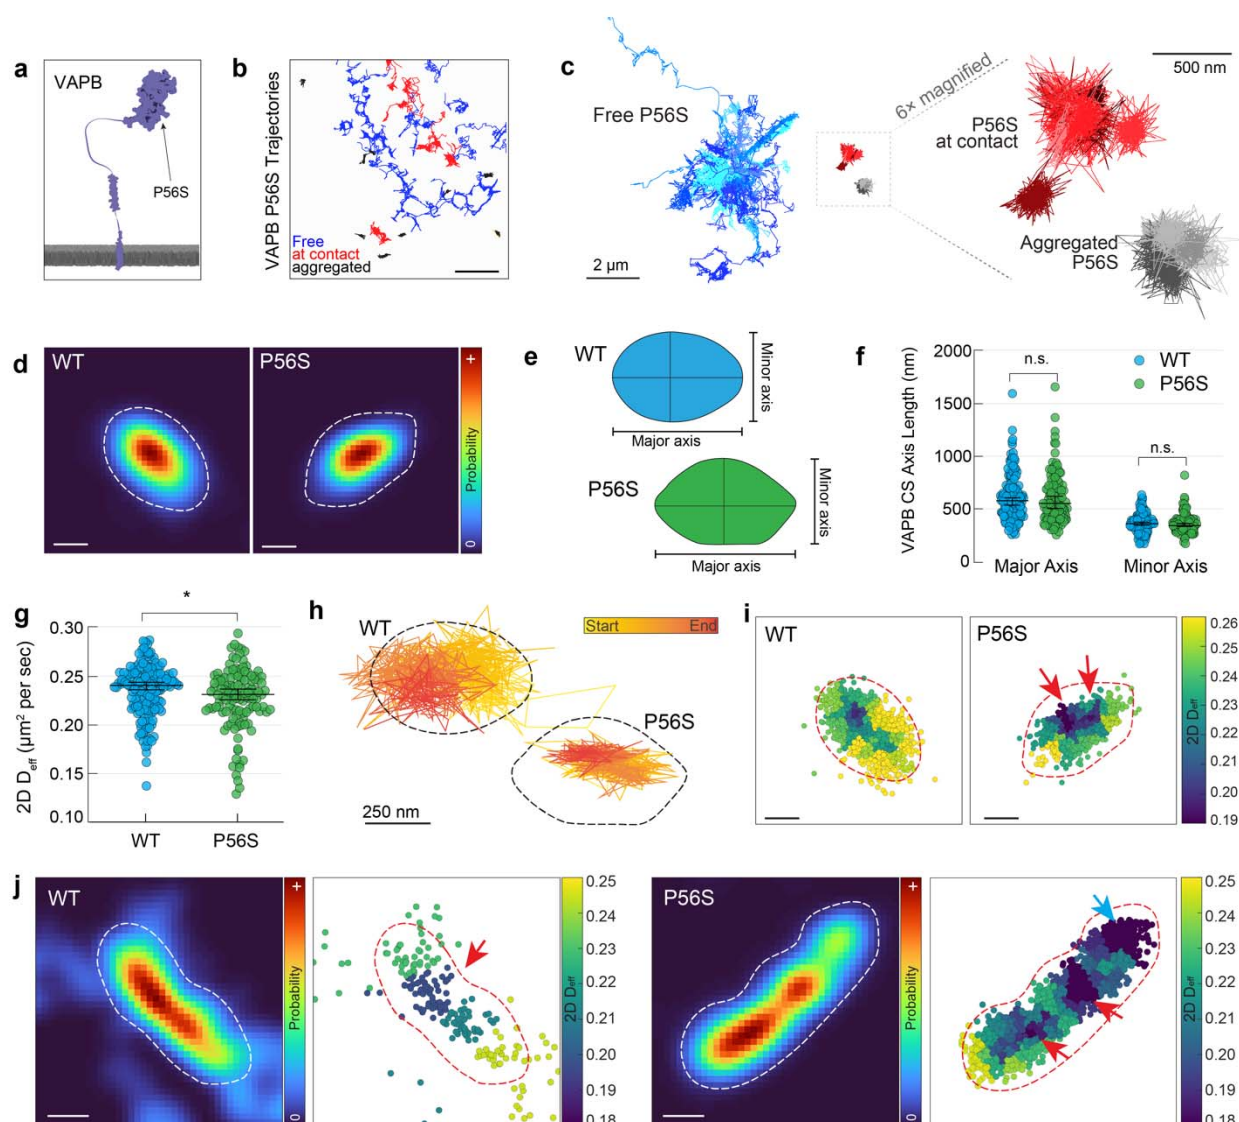 a
VAPB
P56S
b
VAPB P56S Trajectories
Free
at contact
aggregated
c
Free P56S
2 µm
6× magnified
500 nm
P56S
at contact
Aggregated
P56S
d
WT
P56S
+
Probability
0
e
WT
Minor axis
Major axis
P56S
Minor axis
Major axis
f
VAPB CS Axis Length (nm)
2000
1500
1000
500
0
n.s.
n.s.
WT
P56S
Major Axis
Minor Axis
g
2D Deff (µm² per sec)
0.30
0.25
0.20
0.15
0.10
*
WT
P56S
h
WT
Start
End
P56S
250 nm
i
WT
P56S
0.26
0.25
0.24
0.23
0.22
0.21
0.20
0.19
2D Deff
j
WT
+
Probability
0
0.25
0.24
0.23
0.22
0.21
0.20
0.19
0.18
2D Deff
P56S
+
Probability
0
0.25
0.24
0.23
0.22
0.21
0.20
0.19
0.18
2D Deff